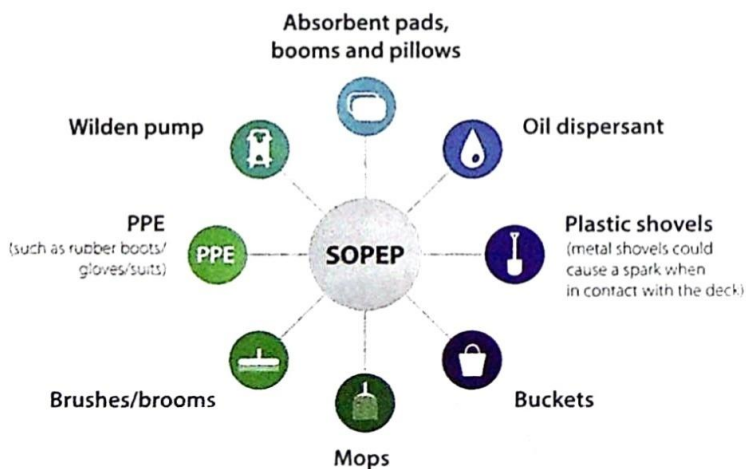 Absorbent pads,
booms and pillows
Wilden pump
Oil dispersant
PPE
(such as rubber boots/
gloves/suits)
PPE
SOPEP
Plastic shovels
(metal shovels could
cause a spark when
in contact with the deck)
Brushes/brooms
Buckets
Mops